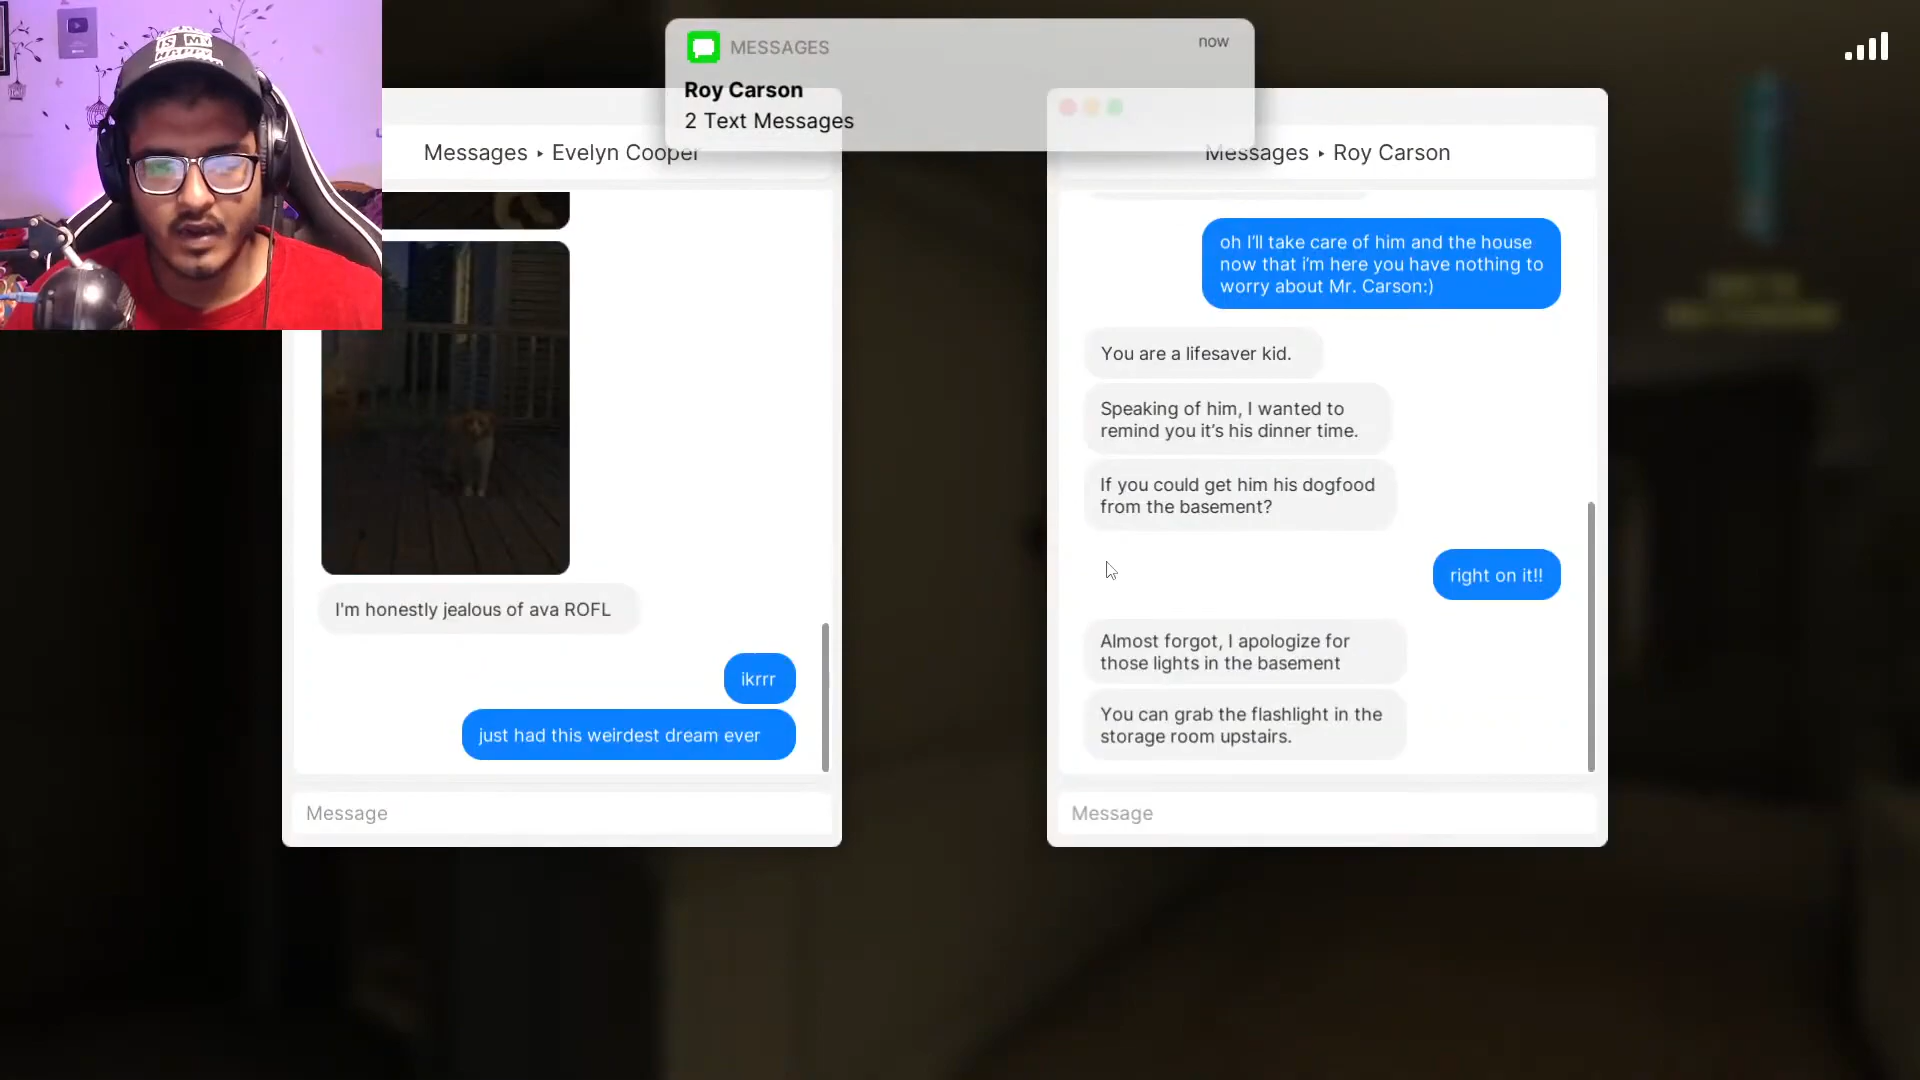 MESSAGES
now
Roy Carson
2 Text Messages
Messages ‣ Evelyn Cooper
I'm honestly jealous of ava ROFL
ikrrr
just had this weirdest dream ever
Message
Messages ‣ Roy Carson
oh I'll take care of him and the house
now that i'm here you have nothing to
worry about Mr. Carson:)
You are a lifesaver kid.
Speaking of him, I wanted to
remind you it's his dinner time.
If you could get him his dogfood
from the basement?
right on it!!
Almost forgot, I apologize for
those lights in the basement
You can grab the flashlight in the
storage room upstairs.
Message